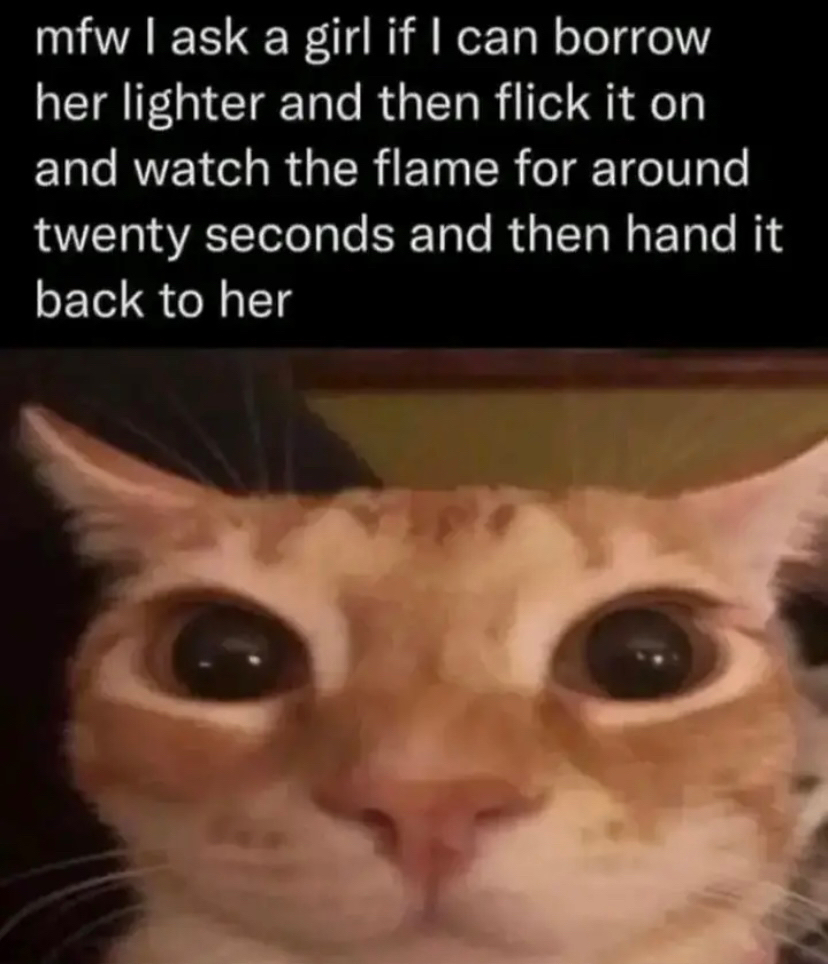 mfw I ask a girl if I can borrow
her lighter and then flick it on
and watch the flame for around
twenty seconds and then hand it
back to her